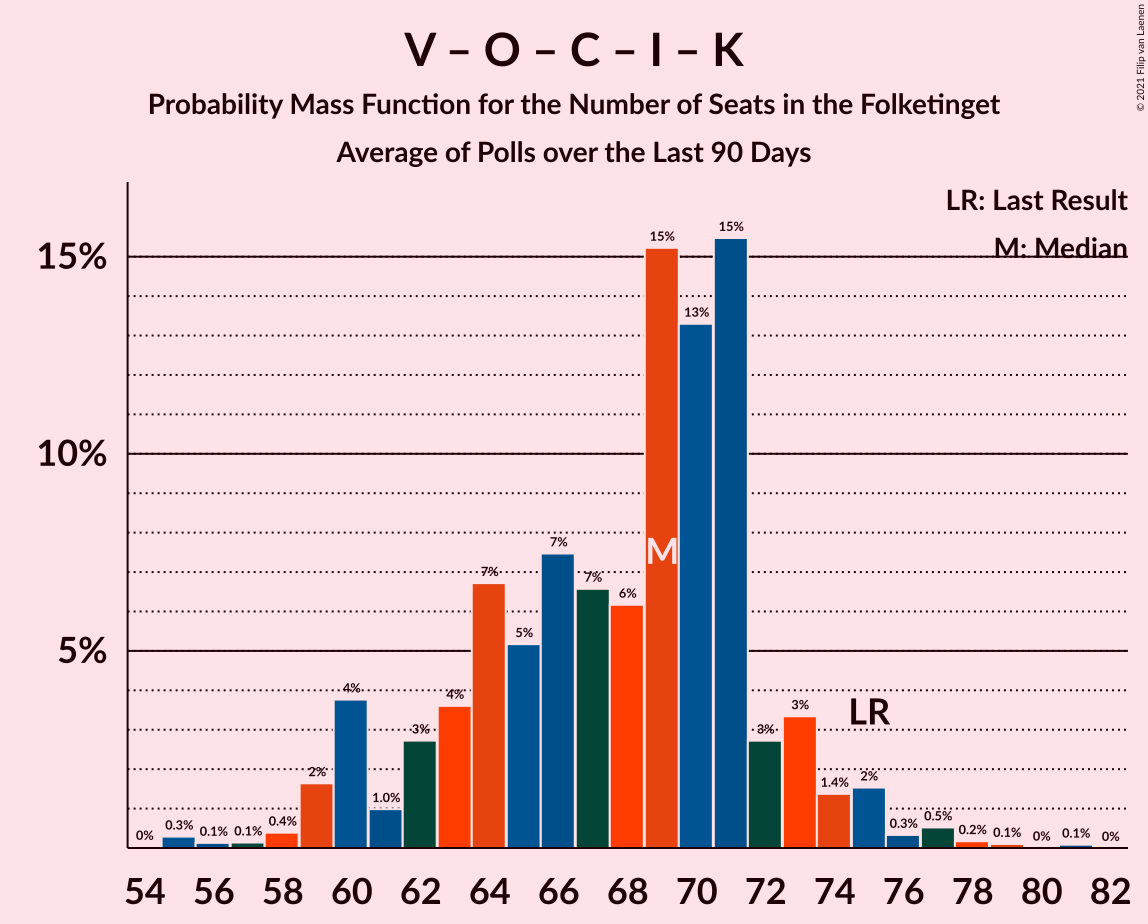 V – O – C – I – K
Probability Mass Function for the Number of Seats in the Folketinget
Average of Polls over the Last 90 Days
© 2021 Filip van Laenen
LR: Last Result
M: Median
15%
10%
5%
0% 0.3% 0.1% 0.1% 0.4% 2% 4% 1.0% 3% 4% 7% 5% 7% 7% 6% 15% 13% 15% 3% 3% 1.4% 2% 0.3% 0.5% 0.2% 0.1% 0% 0.1% 0%
M
LR
54 56 58 60 62 64 66 68 70 72 74 76 78 80 82